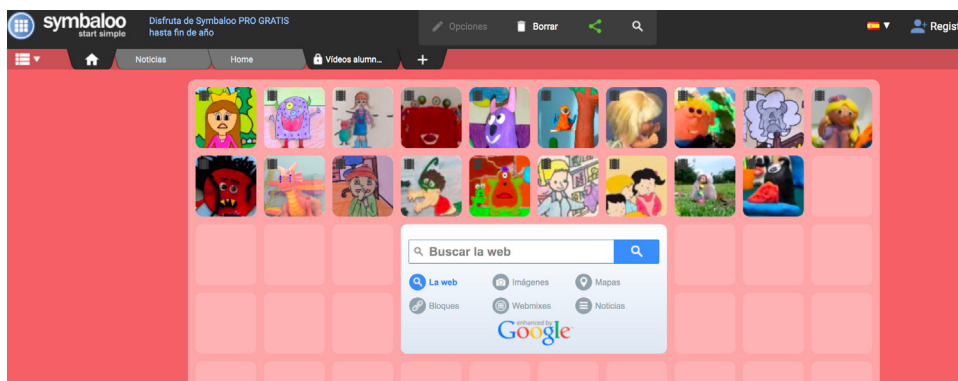 symbaloo
start simple
Disfruta de Symbaloo PRO GRATIS
hasta fin de año
Opciones
Borrar
Regist
Noticias
Home
Vídeos alumn...
+
Buscar la web
La web
Imágenes
Mapas
Bloques
Webmixes
Noticias
enhanced by
Google